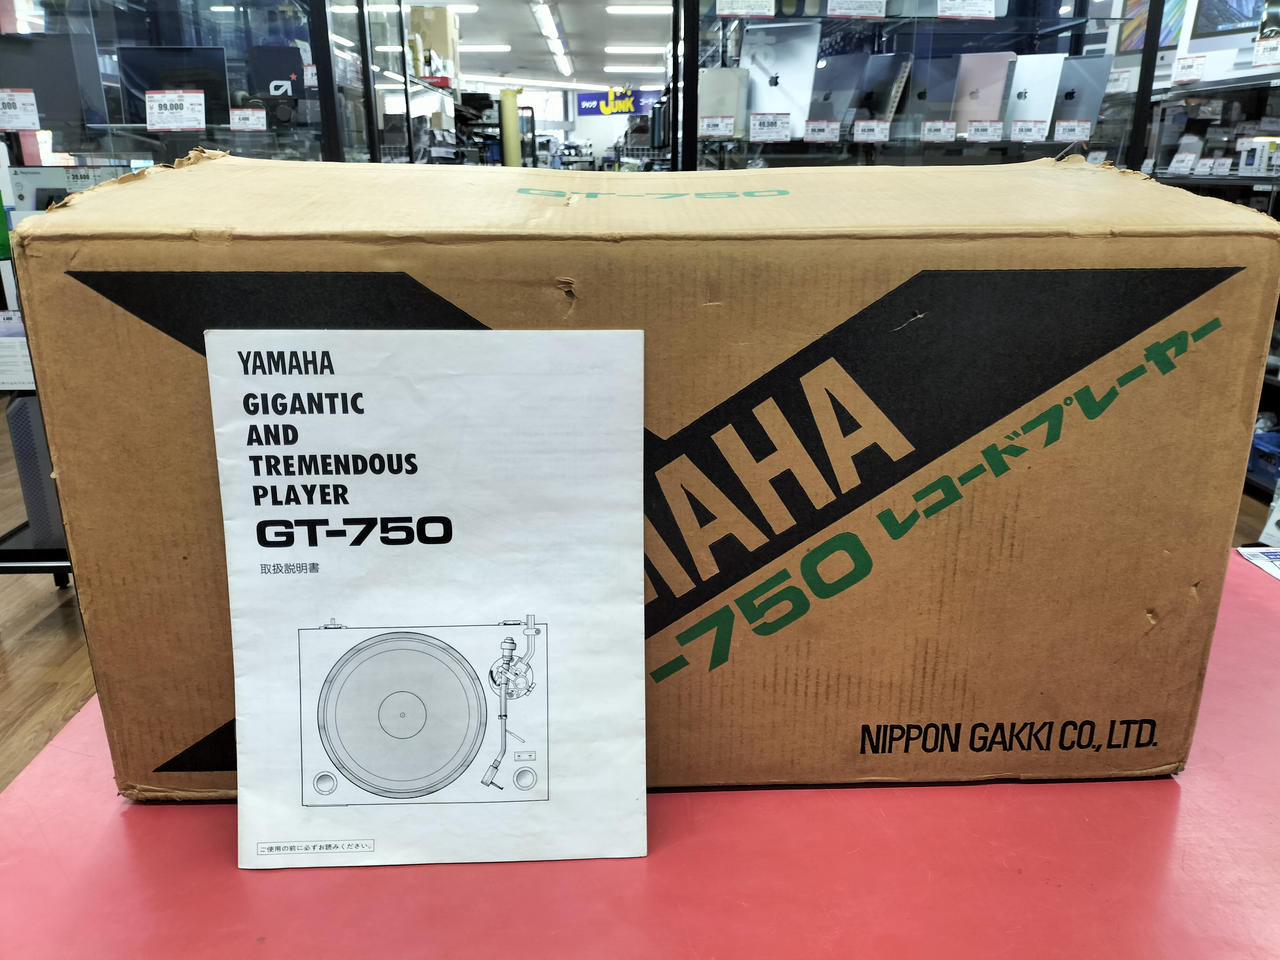 99,000
JUNK
GT-750
YAMAHA
GIGANTIC
AND
TREMENDOUS
PLAYER
GT-750
取扱説明書
ご使用の前に必ずお読みください。
MAHA
-750 レコードプレーヤー
NIPPON GAKKI CO., LTD.